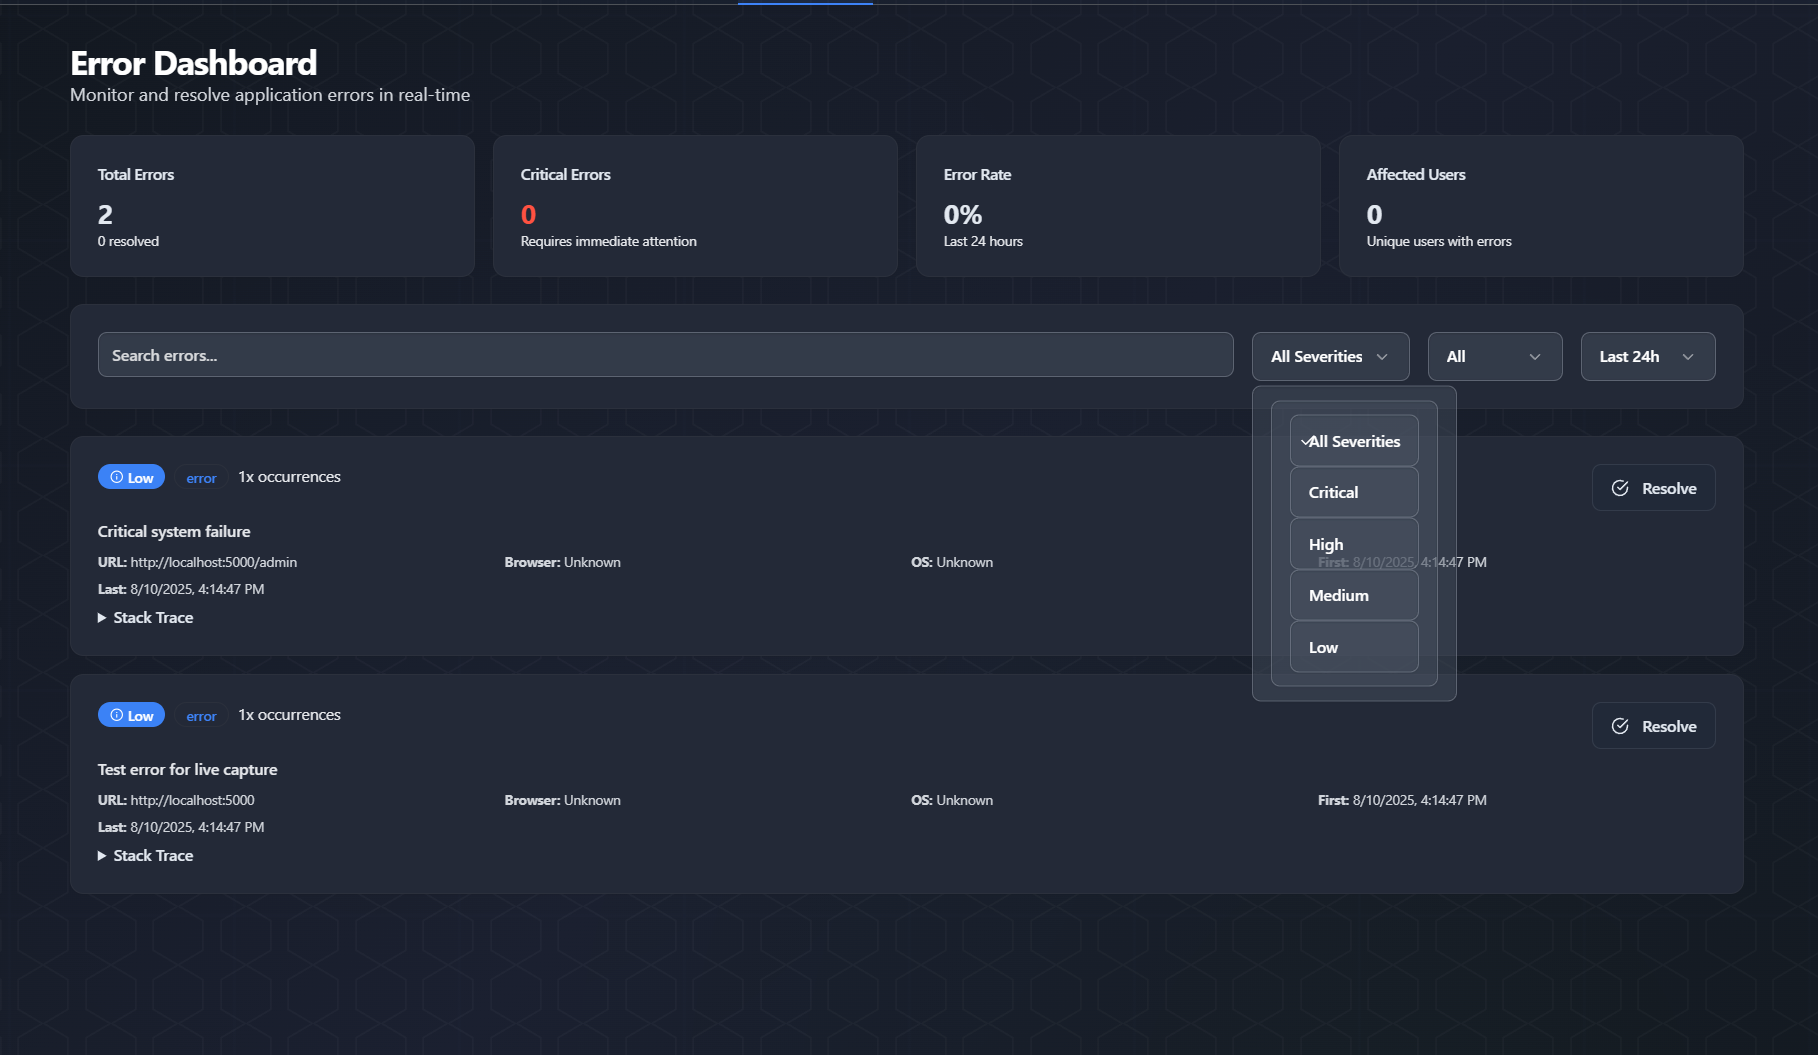 Error Dashboard
Monitor and resolve application errors in real-time
Total Errors
2
0 resolved
Critical Errors
0
Requires immediate attention
Error Rate
0%
Last 24 hours
Affected Users
0
Unique users with errors
Search errors...
All Severities
All
Last 24h
All Severities
Critical
High
Medium
Low
Low error 1x occurrences
Resolve
Critical system failure
URL: http://localhost:5000/admin
Browser: Unknown
OS: Unknown
First: 8/10/2025, 4:14:47 PM
Last: 8/10/2025, 4:14:47 PM
Stack Trace
Low error 1x occurrences
Resolve
Test error for live capture
URL: http://localhost:5000
Browser: Unknown
OS: Unknown
First: 8/10/2025, 4:14:47 PM
Last: 8/10/2025, 4:14:47 PM
Stack Trace